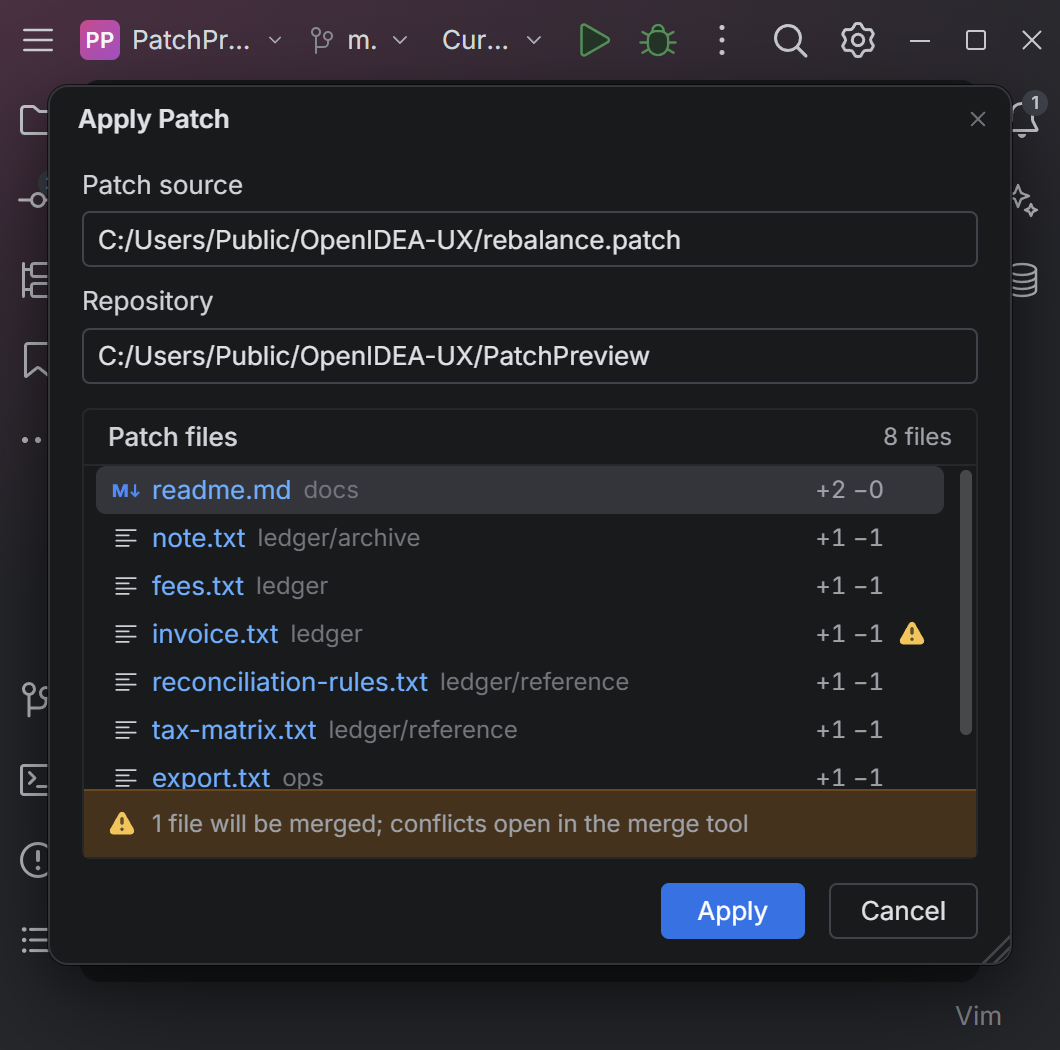 PP PatchPr... m. Cur...
1
Apply Patch
Patch source
C:/Users/Public/OpenIDEA-UX/rebalance.patch
Repository
C:/Users/Public/OpenIDEA-UX/PatchPreview
Patch files 8 files
M↓ readme.md docs +2 −0
note.txt ledger/archive +1 −1
fees.txt ledger +1 −1
invoice.txt ledger +1 −1
reconciliation-rules.txt ledger/reference +1 −1
tax-matrix.txt ledger/reference +1 −1
export.txt ops +1 −1
1 file will be merged; conflicts open in the merge tool
Apply Cancel
Vim